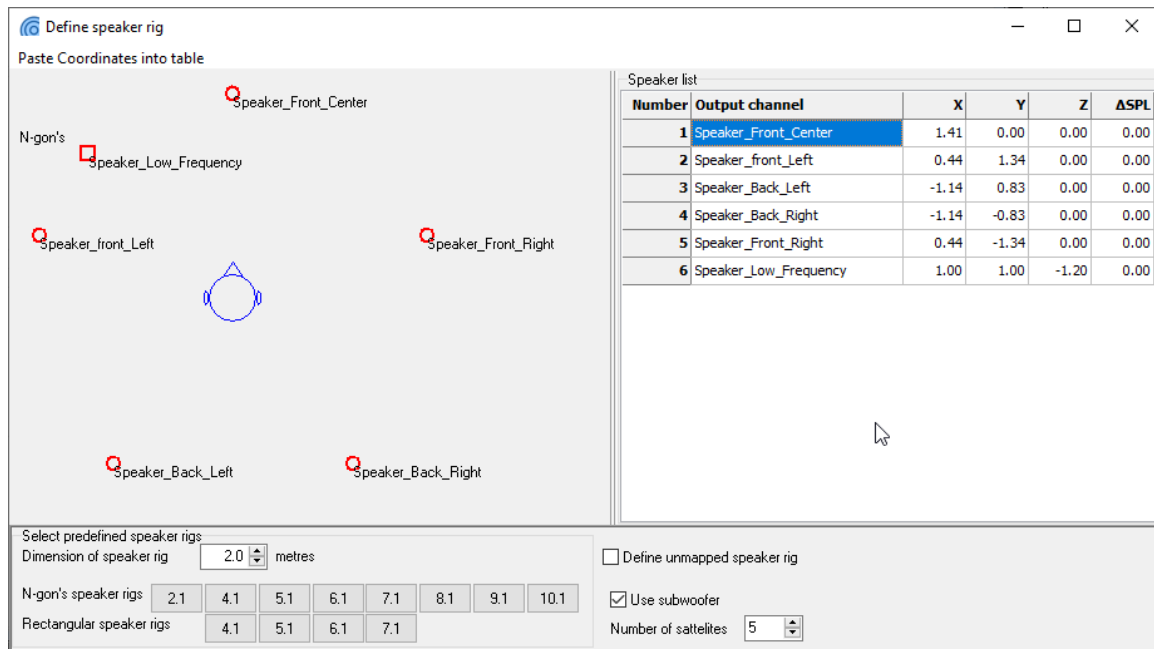 Define speaker rig
Paste Coordinates into table
Speaker_Front_Center
N-gon's
Speaker_Low_Frequency
Speaker_front_Left
Speaker_Front_Right
Speaker_Back_Left
Speaker_Back_Right
Speaker list
Number Output channel X Y Z ΔSPL
1 Speaker_Front_Center 1.41 0.00 0.00 0.00
2 Speaker_front_Left 0.44 1.34 0.00 0.00
3 Speaker_Back_Left -1.14 0.83 0.00 0.00
4 Speaker_Back_Right -1.14 -0.83 0.00 0.00
5 Speaker_Front_Right 0.44 -1.34 0.00 0.00
6 Speaker_Low_Frequency 1.00 1.00 -1.20 0.00
Select predefined speaker rigs
Dimension of speaker rig 2.0 metres
N-gon's speaker rigs 2.1 4.1 5.1 6.1 7.1 8.1 9.1 10.1
Rectangular speaker rigs 4.1 5.1 6.1 7.1
Define unmapped speaker rig
Use subwoofer
Number of sattelites 5